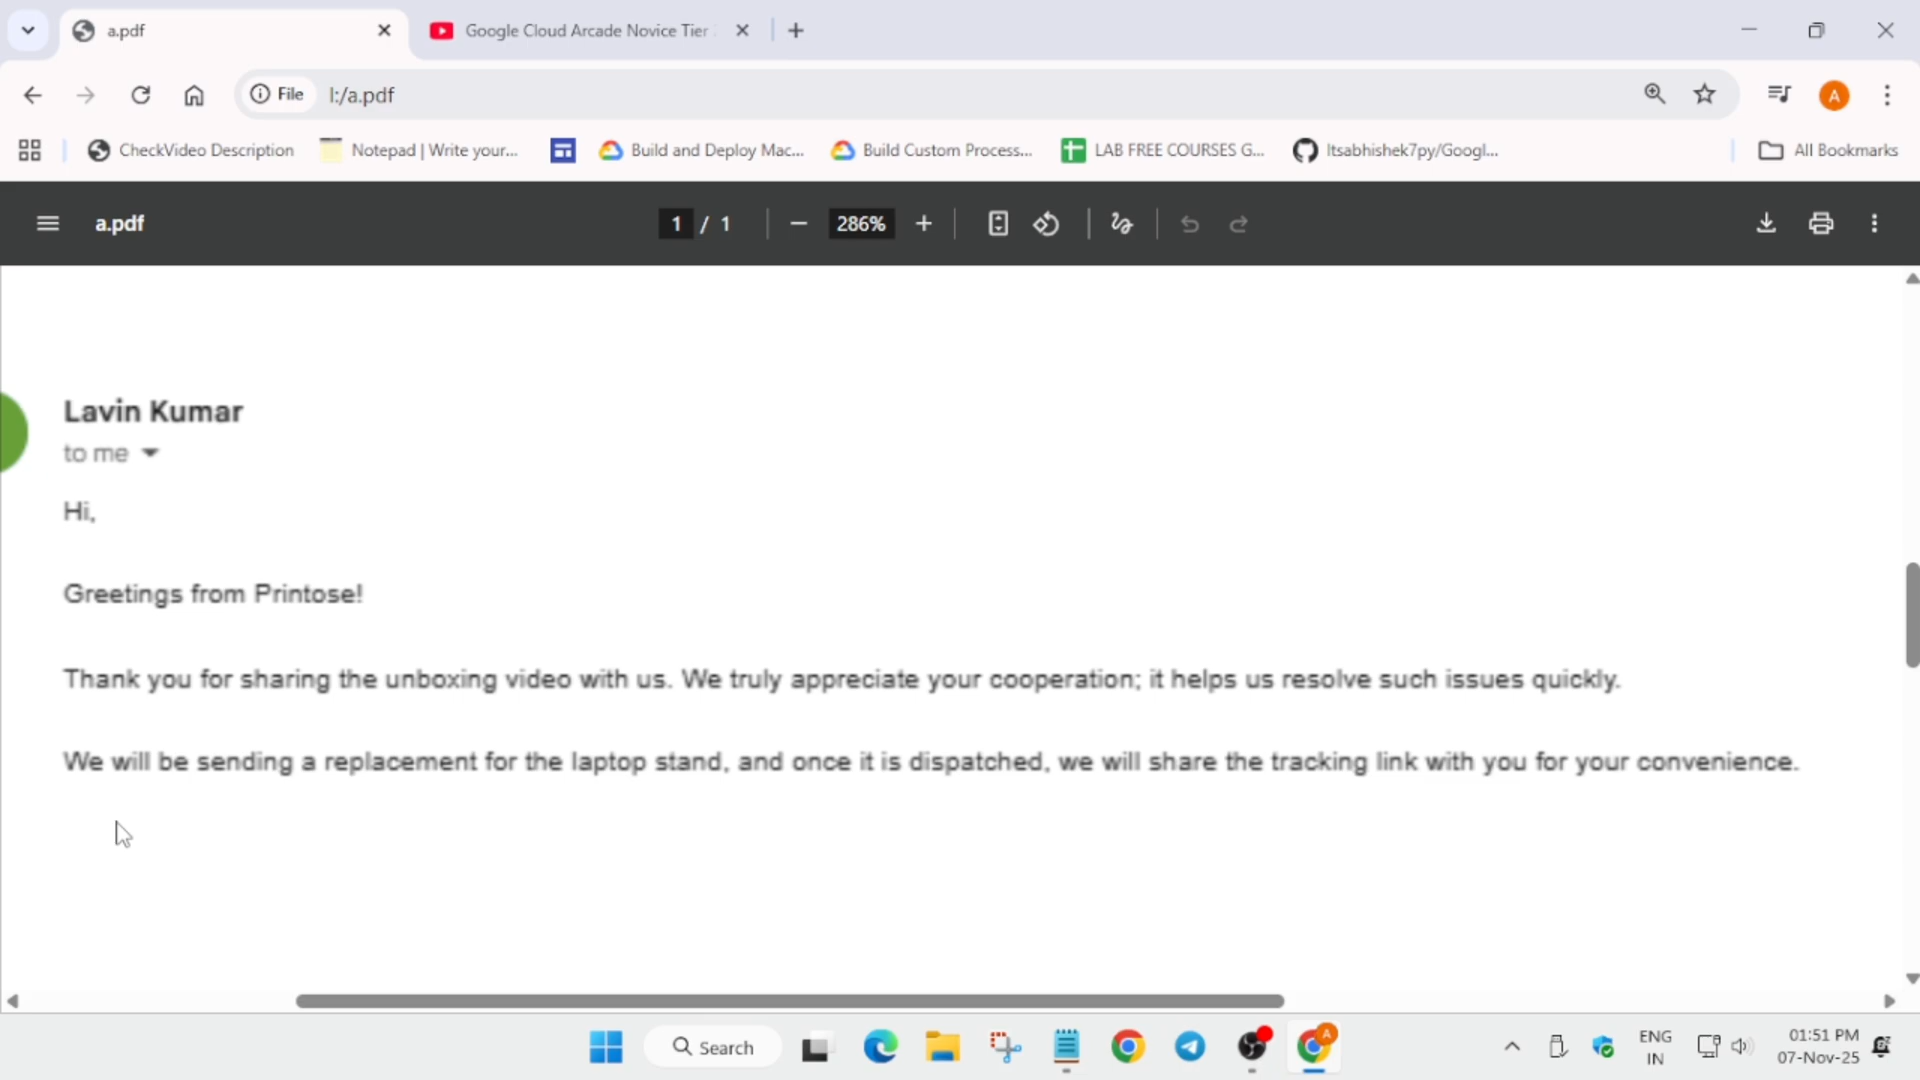 a.pdf
Google Cloud Arcade Novice Tier
File
I:/a.pdf
A
CheckVideo Description
Notepad | Write your...
Build and Deploy Mac...
Build Custom Process...
LAB FREE COURSES G...
Itsabhishek7py/Googl...
All Bookmarks
a.pdf
1 / 1
286%
Lavin Kumar
to me
Hi,
Greetings from Printose!
Thank you for sharing the unboxing video with us. We truly appreciate your cooperation; it helps us resolve such issues quickly.
We will be sending a replacement for the laptop stand, and once it is dispatched, we will share the tracking link with you for your convenience.
Search
A
ENG
IN
01:51 PM
07-Nov-25